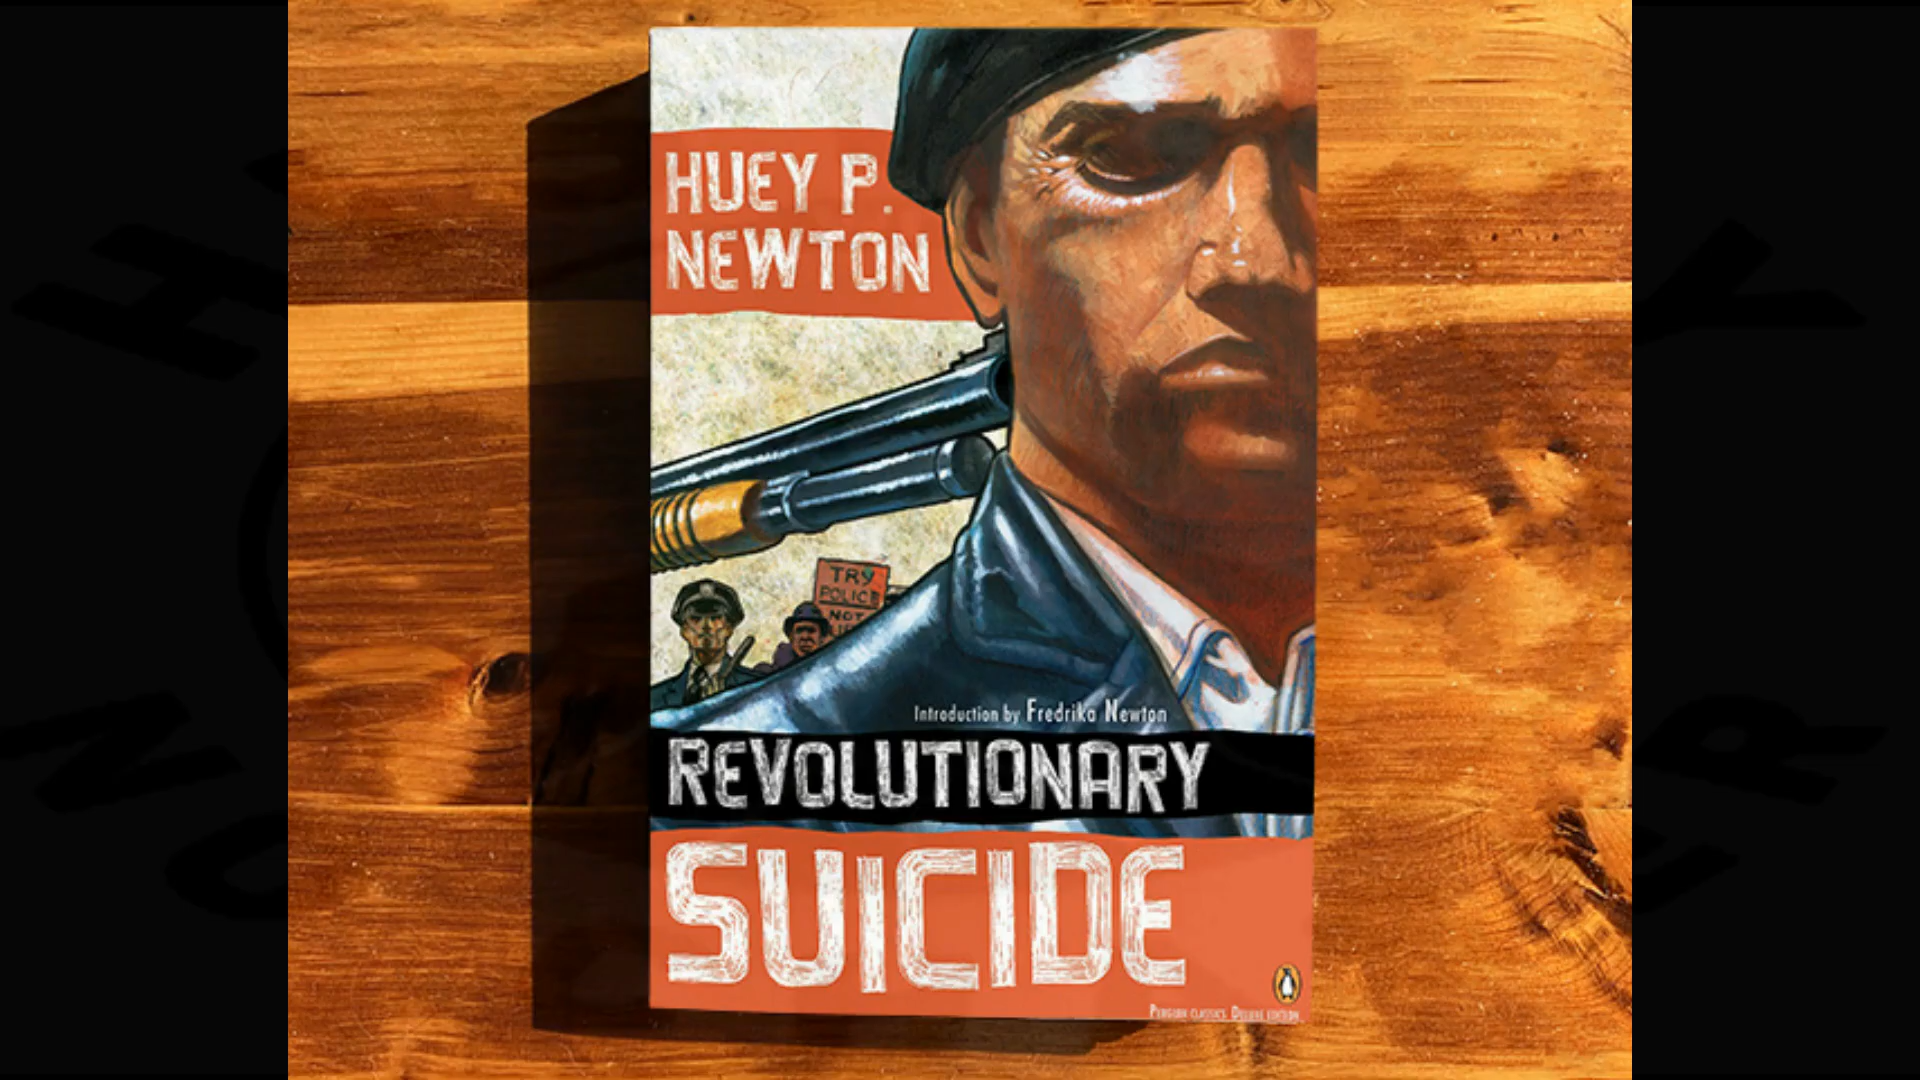 HUEY P.
NEWTON
TRY
POLICE
NOT
Introduction by Fredrika Newton
REVOLUTIONARY
SUICIDE
PENGUIN CLASSICS DELUXE EDITION